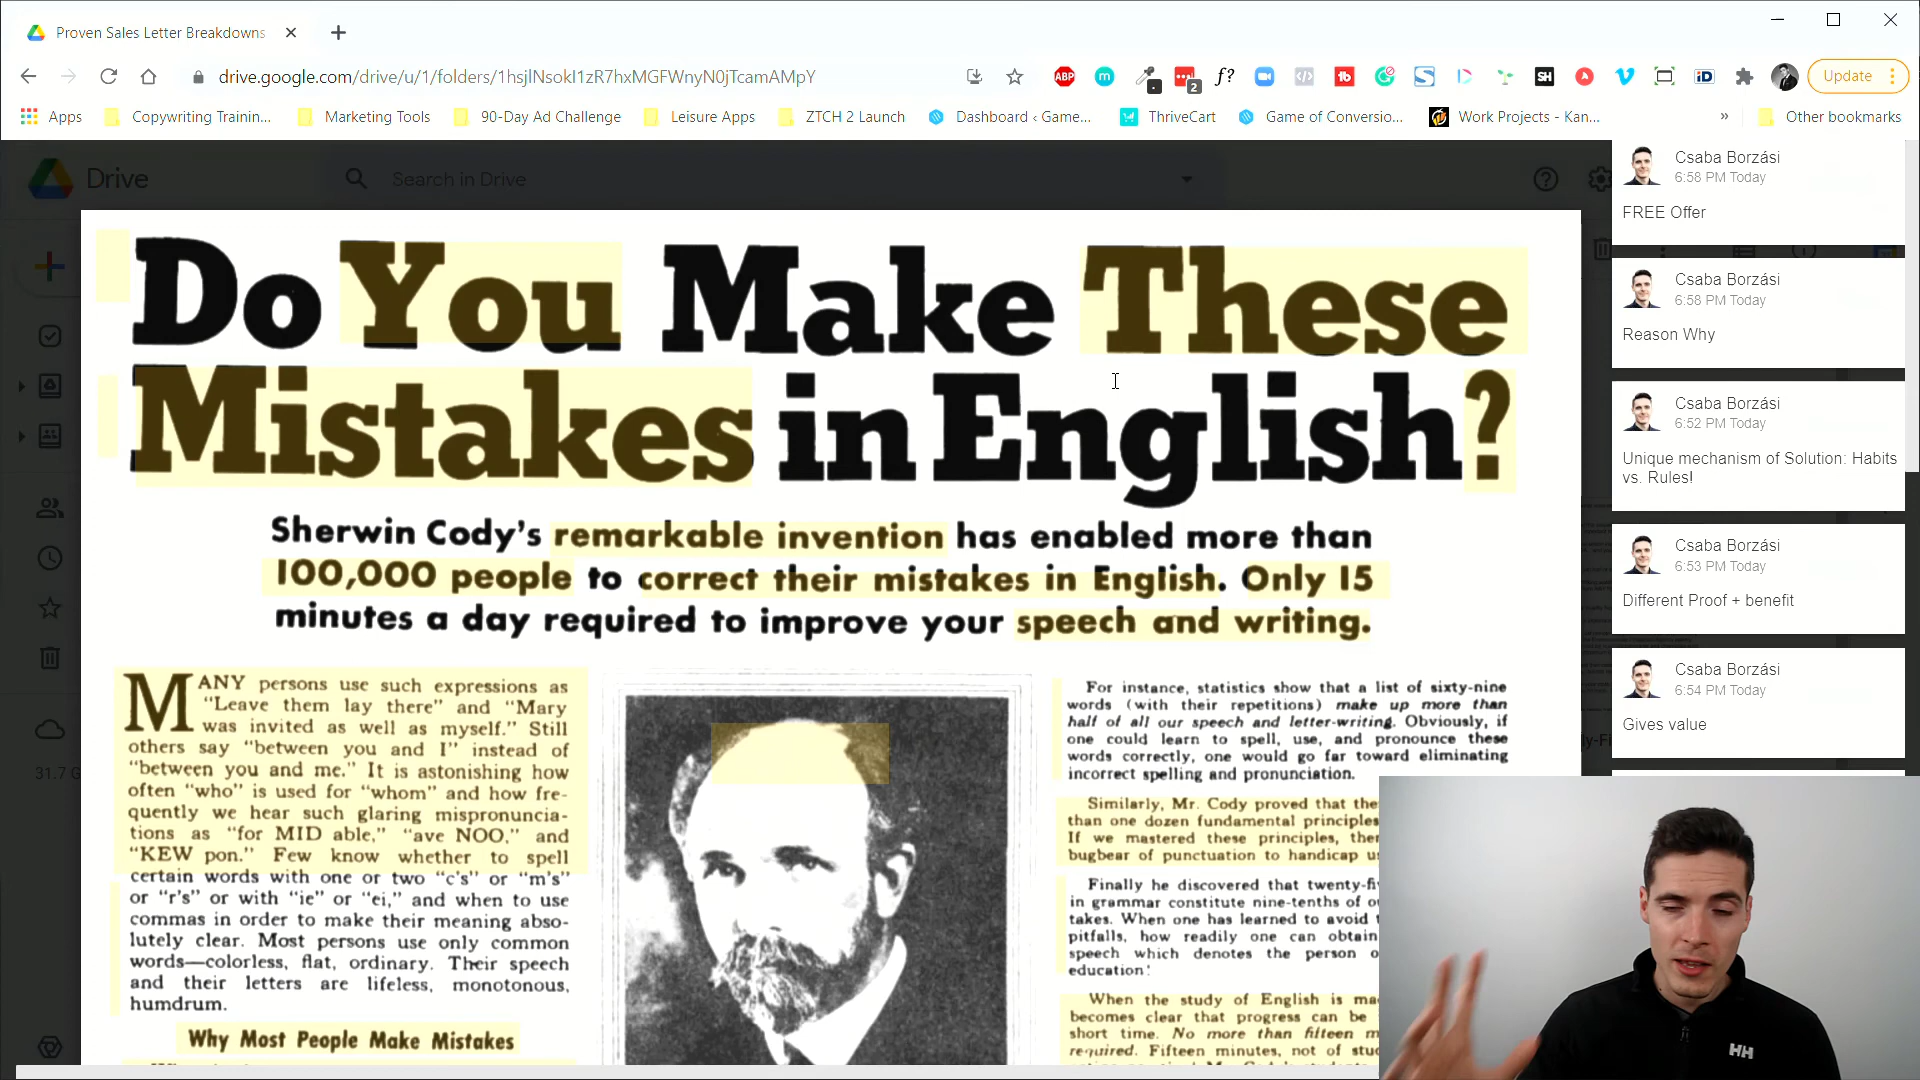 Proven Sales Letter Breakdowns
drive.google.com/drive/u/1/folders/1hsjlNsokI1zR7hxMGFWnyN0jTcamAMpY
ABP
m
2
f?
SH
iD
Update
Apps
Copywriting Trainin...
Marketing Tools
90-Day Ad Challenge
Leisure Apps
ZTCH 2 Launch
Dashboard ‹ Game...
ThriveCart
Game of Conversio...
Work Projects - Kan...
»
Other bookmarks
Drive
Search in Drive
31.7 G
Do You Make These
Mistakes in English?
Sherwin Cody's remarkable invention has enabled more than
100,000 people to correct their mistakes in English. Only 15
minutes a day required to improve your speech and writing.
MANY persons use such expressions as
"Leave them lay there" and "Mary
was invited as well as myself." Still
others say "between you and I" instead of
"between you and me." It is astonishing how
often "who" is used for "whom" and how fre-
quently we hear such glaring mispronuncia-
tions as "for MID able," "ave NOO," and
"KEW pon." Few know whether to spell
certain words with one or two "c's" or "m's"
or "r's" or with "ie" or "ei," and when to use
commas in order to make their meaning abso-
lutely clear. Most persons use only common
words—colorless, flat, ordinary. Their speech
and their letters are lifeless, monotonous,
humdrum.
Why Most People Make Mistakes
For instance, statistics show that a list of sixty-nine
words (with their repetitions) make up more than
half of all our speech and letter-writing. Obviously, if
one could learn to spell, use, and pronounce these
words correctly, one would go far toward eliminating
incorrect spelling and pronunciation.
Similarly, Mr. Cody proved that the
than one dozen fundamental principles
If we mastered these principles, ther
bugbear of punctuation to handicap u
Finally he discovered that twenty-fi
in grammar constitute nine-tenths of o
takes. When one has learned to avoid t
pitfalls, how readily one can obtain
speech which denotes the person o
education!
When the study of English is ma
becomes clear that progress can be
short time. No more than fifteen m
required. Fifteen minutes, not of stu
Csaba Borzási
6:58 PM Today
FREE Offer
Csaba Borzási
6:58 PM Today
Reason Why
Csaba Borzási
6:52 PM Today
Unique mechanism of Solution: Habits
vs. Rules!
Csaba Borzási
6:53 PM Today
Different Proof + benefit
Csaba Borzási
6:54 PM Today
Gives value
HH